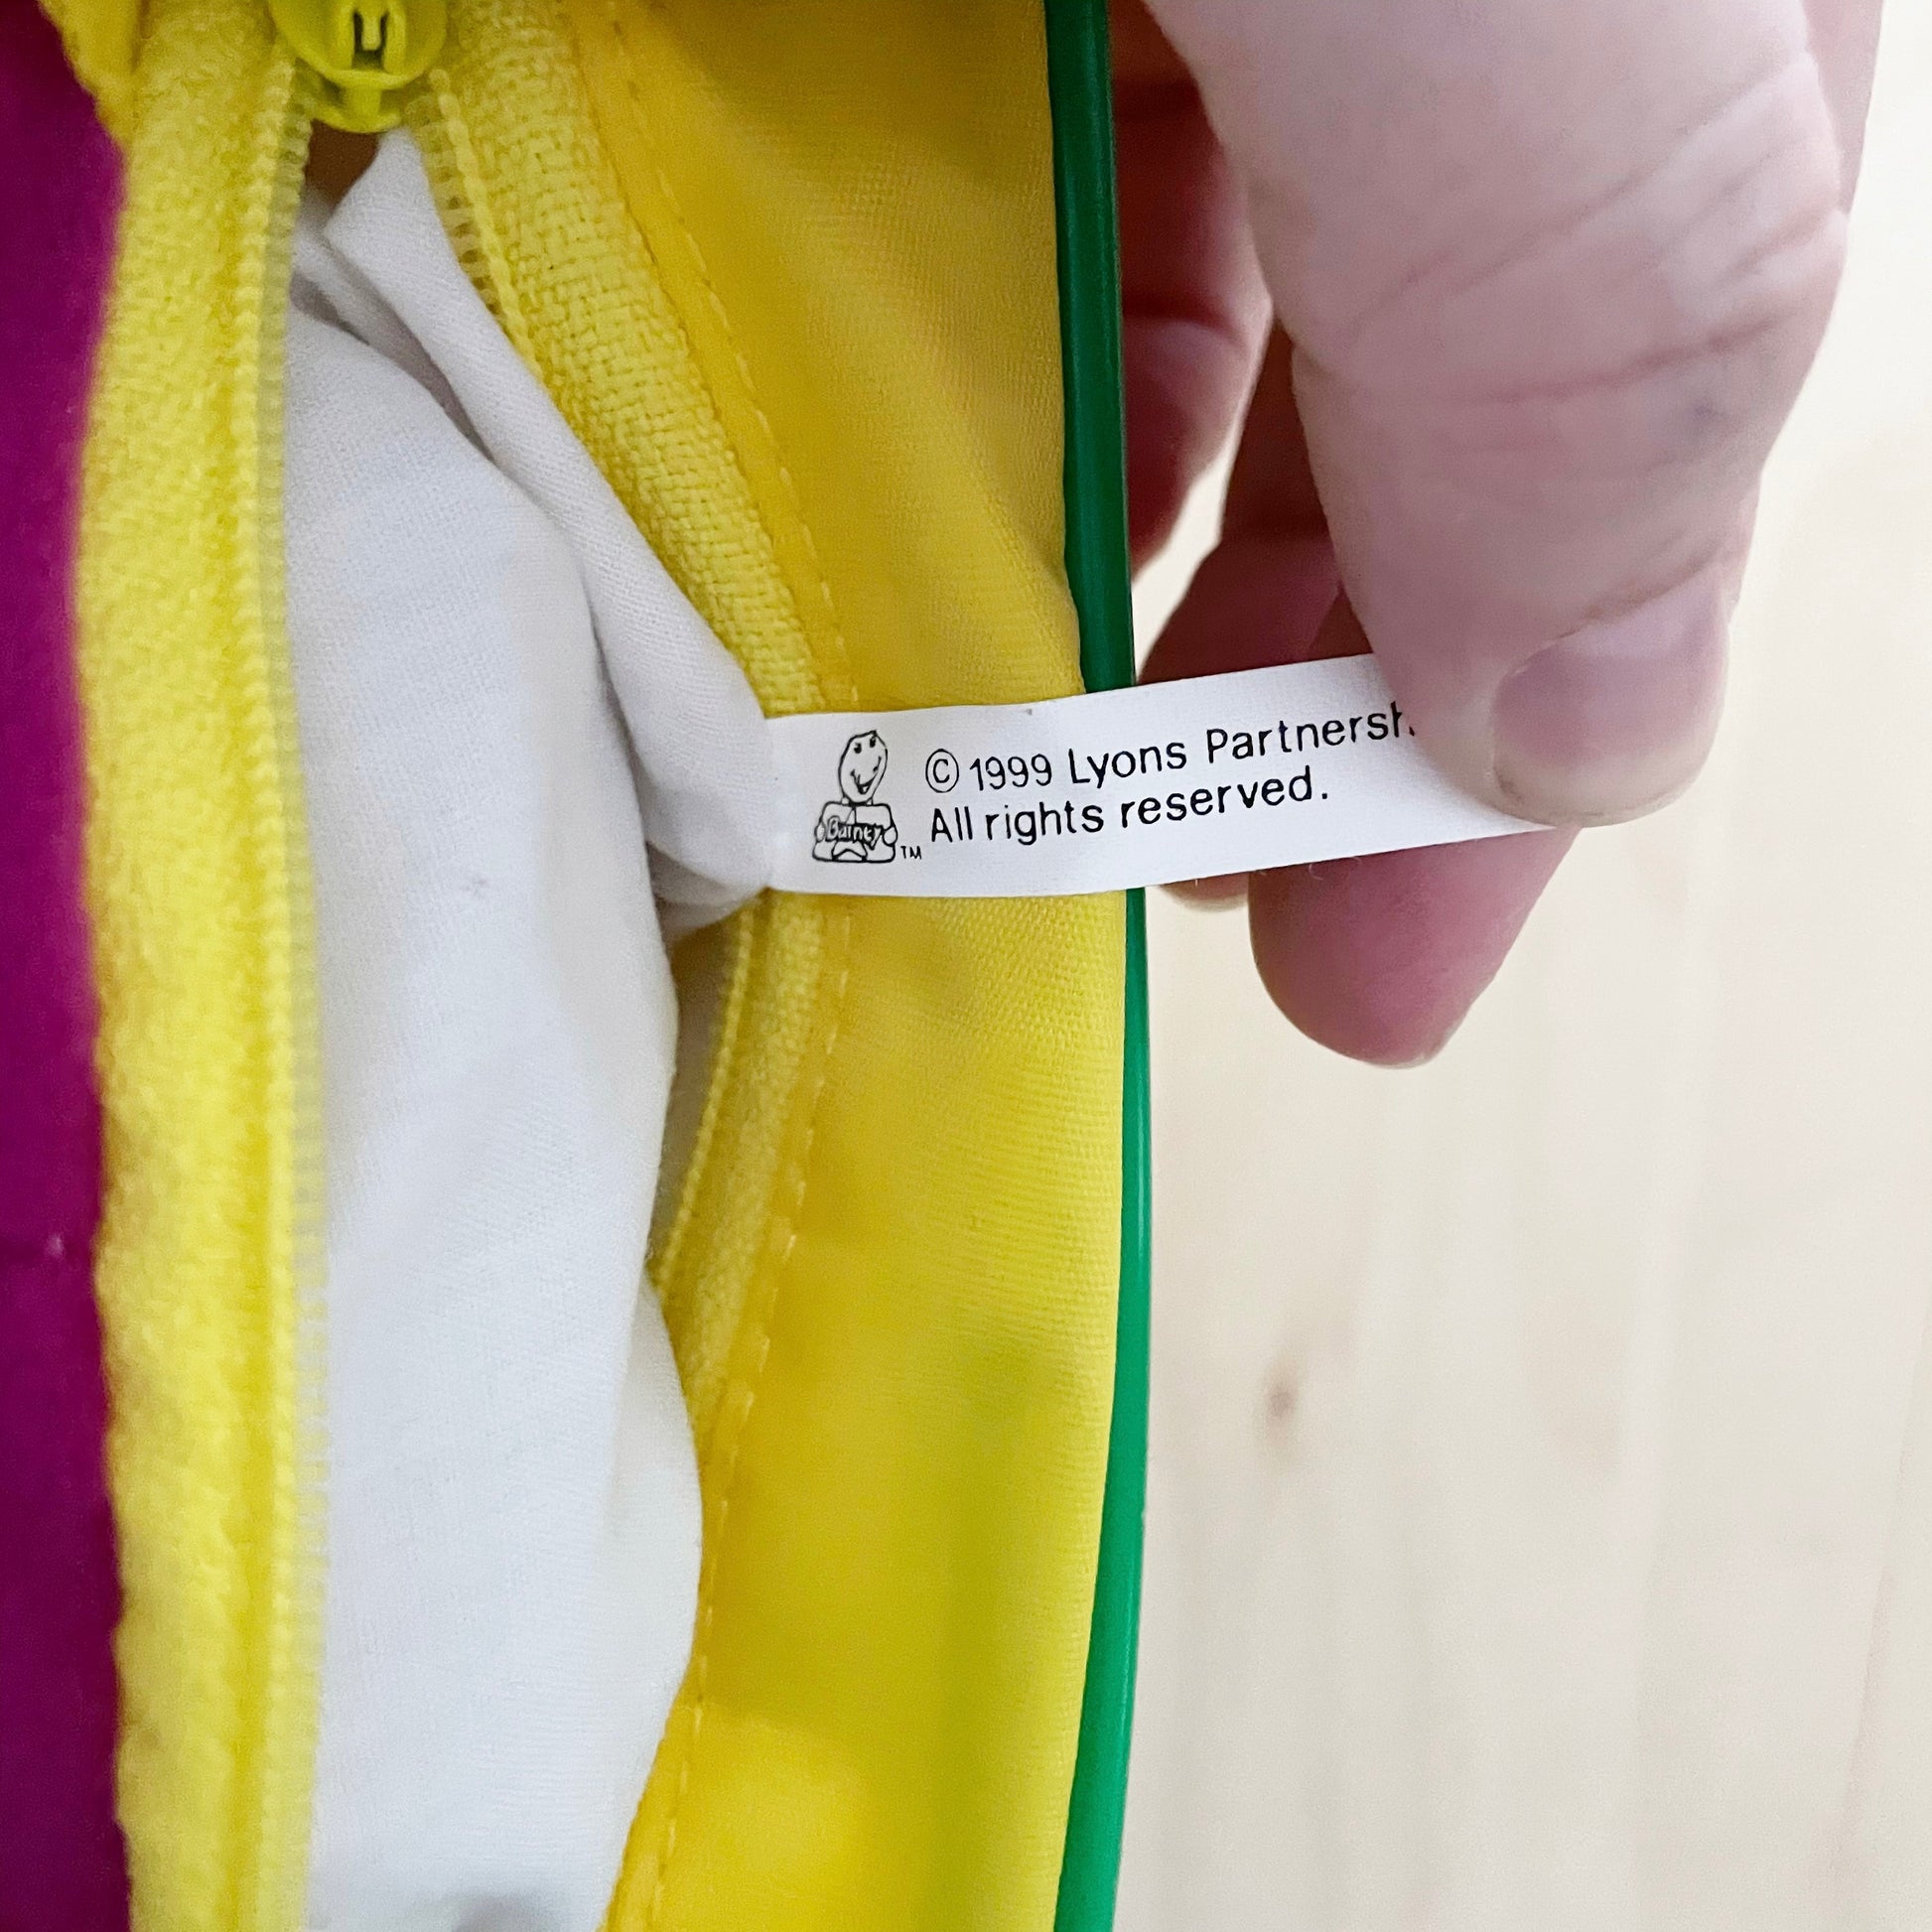 © 1999 Lyons Partnersh
All rights reserved.
Barney
TM